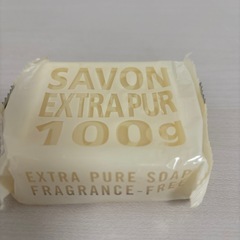 SAVON
EXTRA PUR
100g
EXTRA PURE SOAP
FRAGRANCE-FREE